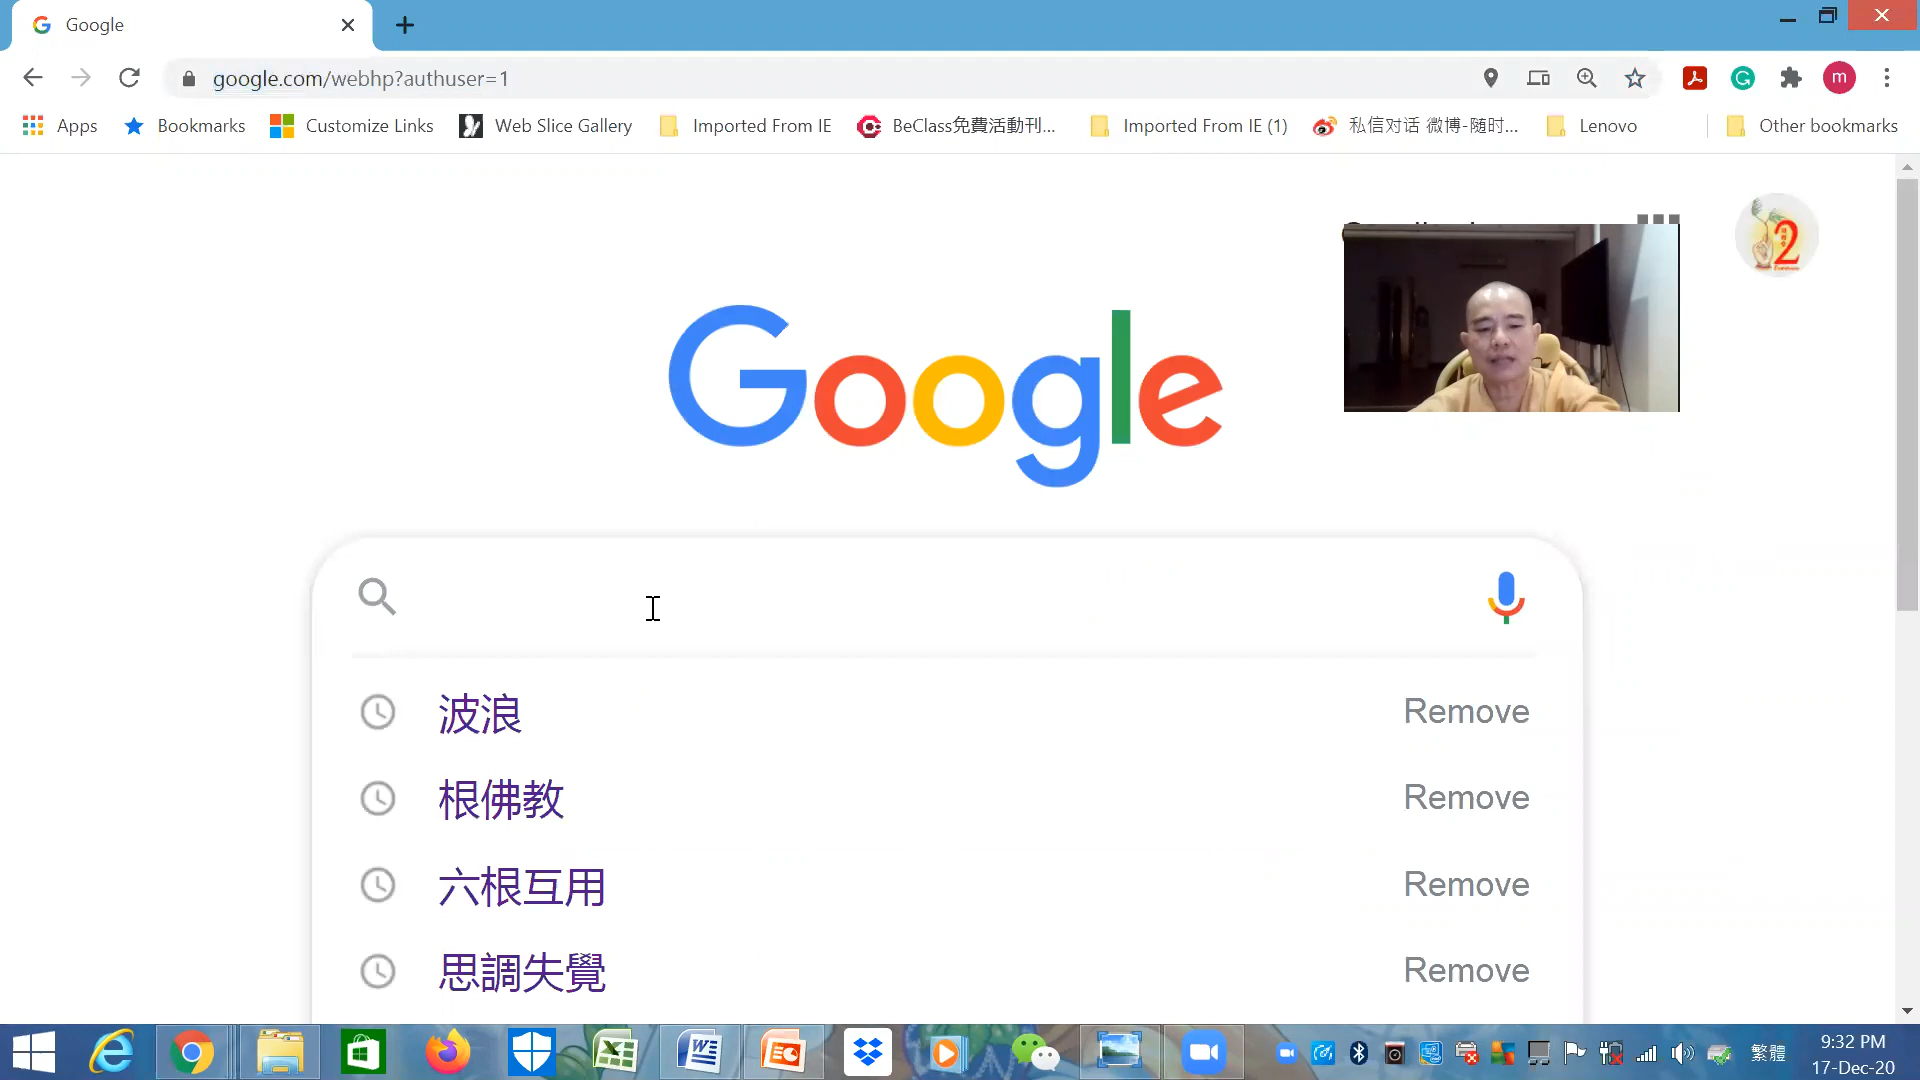 Google
google.com/webhp?authuser=1
m
Apps
Bookmarks
Customize Links
Web Slice Gallery
Imported From IE
BeClass免費活動刊...
Imported From IE (1)
私信对话 微博-随时...
Lenovo
Other bookmarks
2
Google
波浪
Remove
根佛教
Remove
六根互用
Remove
思調失覺
Remove
繁體
9:32 PM
17-Dec-20